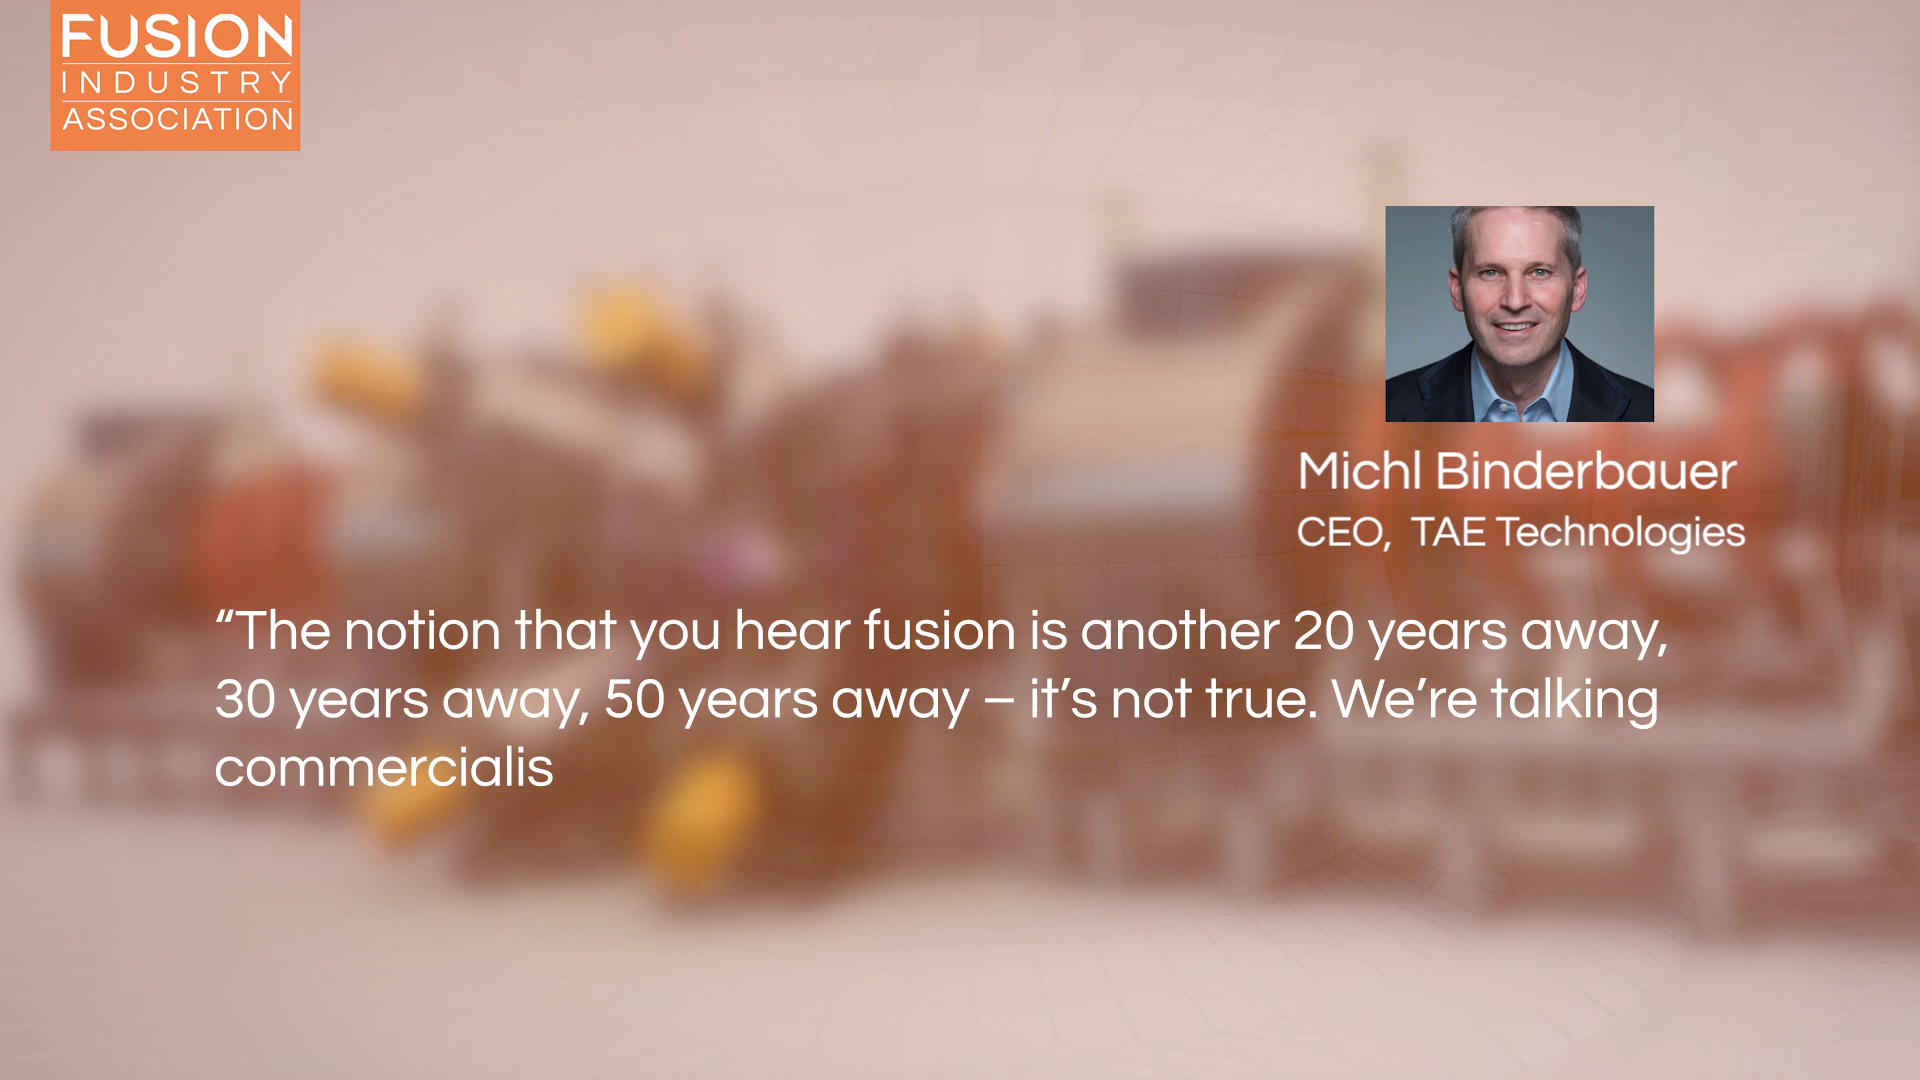 FUSION
INDUSTRY
ASSOCIATION
Michl Binderbauer
CEO, TAE Technologies
“The notion that you hear fusion is another 20 years away,
30 years away, 50 years away – it’s not true. We’re talking
commercialis